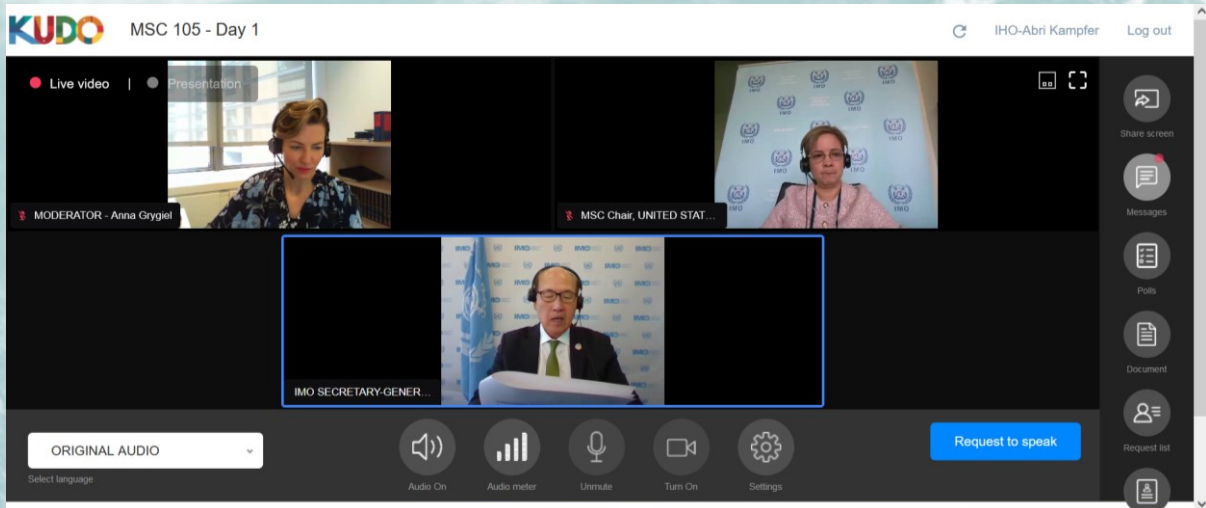 KUDO
MSC 105 - Day 1
IHO-Abri Kampfer
Log out
Live video | Presentation
MODERATOR - Anna Grygiel
MSC Chair, UNITED STAT...
IMO SECRETARY-GENER...
ORIGINAL AUDIO
Select language
Audio On
Audio meter
Unmute
Turn On
Settings
Request to speak
Share screen
Messages
Polls
Document
Request list